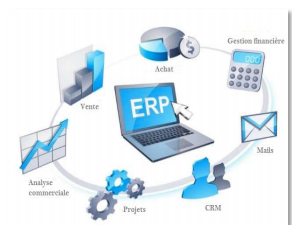 Gestion financière
Achat
Vente
ERP
Mails
Analyse
commerciale
Projets
CRM